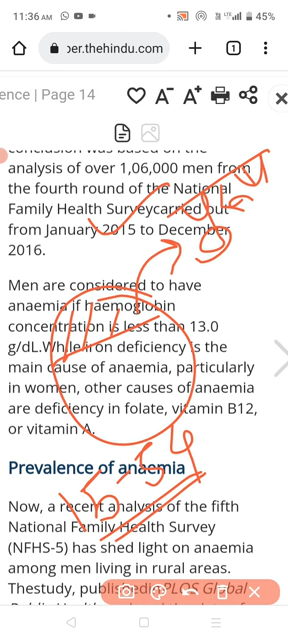 11:36 AM
45%
per.thehindu.com
1
ence | Page 14
A- A+
conclusion was based on the
analysis of over 1,06,000 men from
the fourth round of the National
Family Health Surveycarried out
from January 2015 to December
2016.
Men are considered to have
anaemia if haemoglobin
concentration is less than 13.0
g/dL.While iron deficiency is the
main cause of anaemia, particularly
in women, other causes of anaemia
are deficiency in folate, vitamin B12,
or vitamin A.
15-54
Prevalence of anaemia
Now, a recent analysis of the fifth
National Family Health Survey
(NFHS-5) has shed light on anaemia
among men living in rural areas.
Thestudy, published in PLOS Global